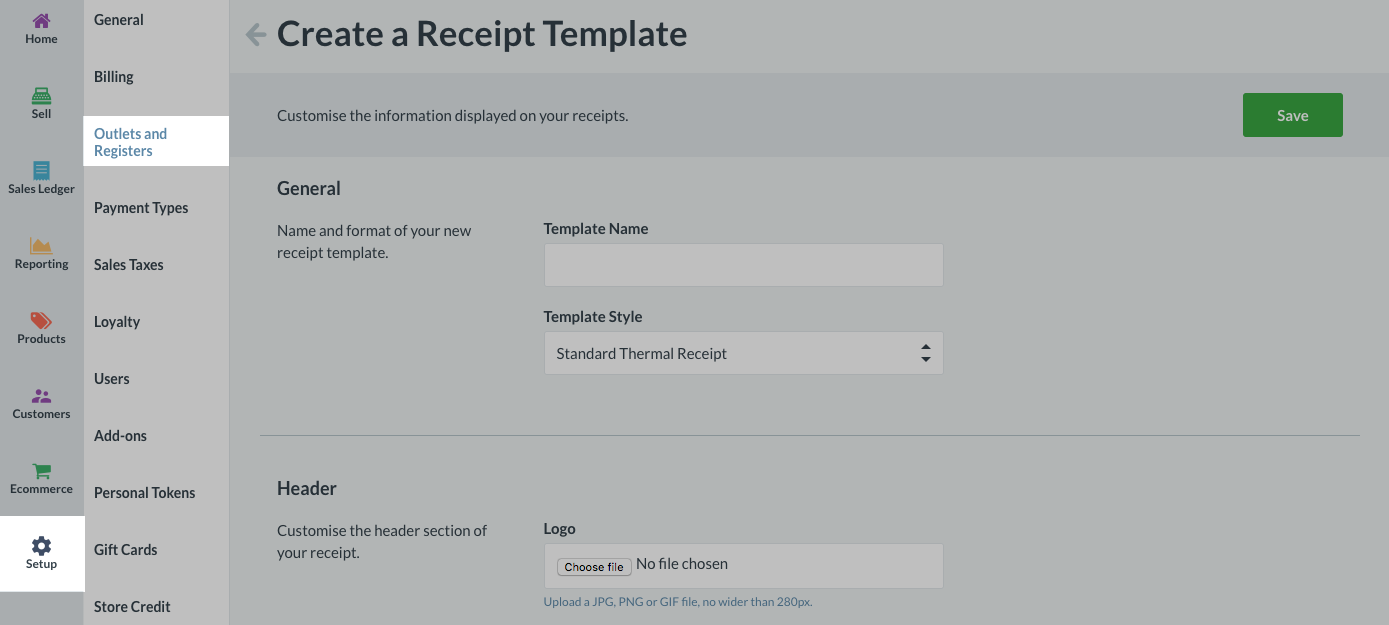 Home
Sell
Sales Ledger
Reporting
Products
Customers
Ecommerce
Setup
General
Billing
Outlets and
Registers
Payment Types
Sales Taxes
Loyalty
Users
Add-ons
Personal Tokens
Gift Cards
Store Credit
Create a Receipt Template
Customise the information displayed on your receipts.
Save
General
Name and format of your new
receipt template.
Template Name
Template Style
Standard Thermal Receipt
Header
Customise the header section of
your receipt.
Logo
Choose file No file chosen
Upload a JPG, PNG or GIF file, no wider than 280px.